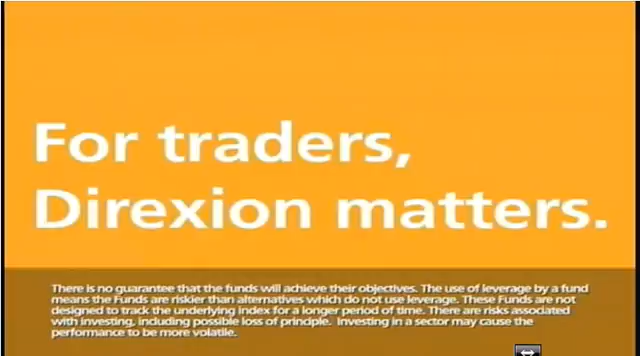 For traders,
Direxion matters.
There is no guarantee that the funds will achieve their objectives. The use of leverage by a fund
means the Funds are riskier than alternatives which do not use leverage. These Funds are not
designed to track the underlying index for a longer period of time. There are risks associated
with investing, including possible loss of principle. Investing in a sector may cause the
performance to be more volatile.